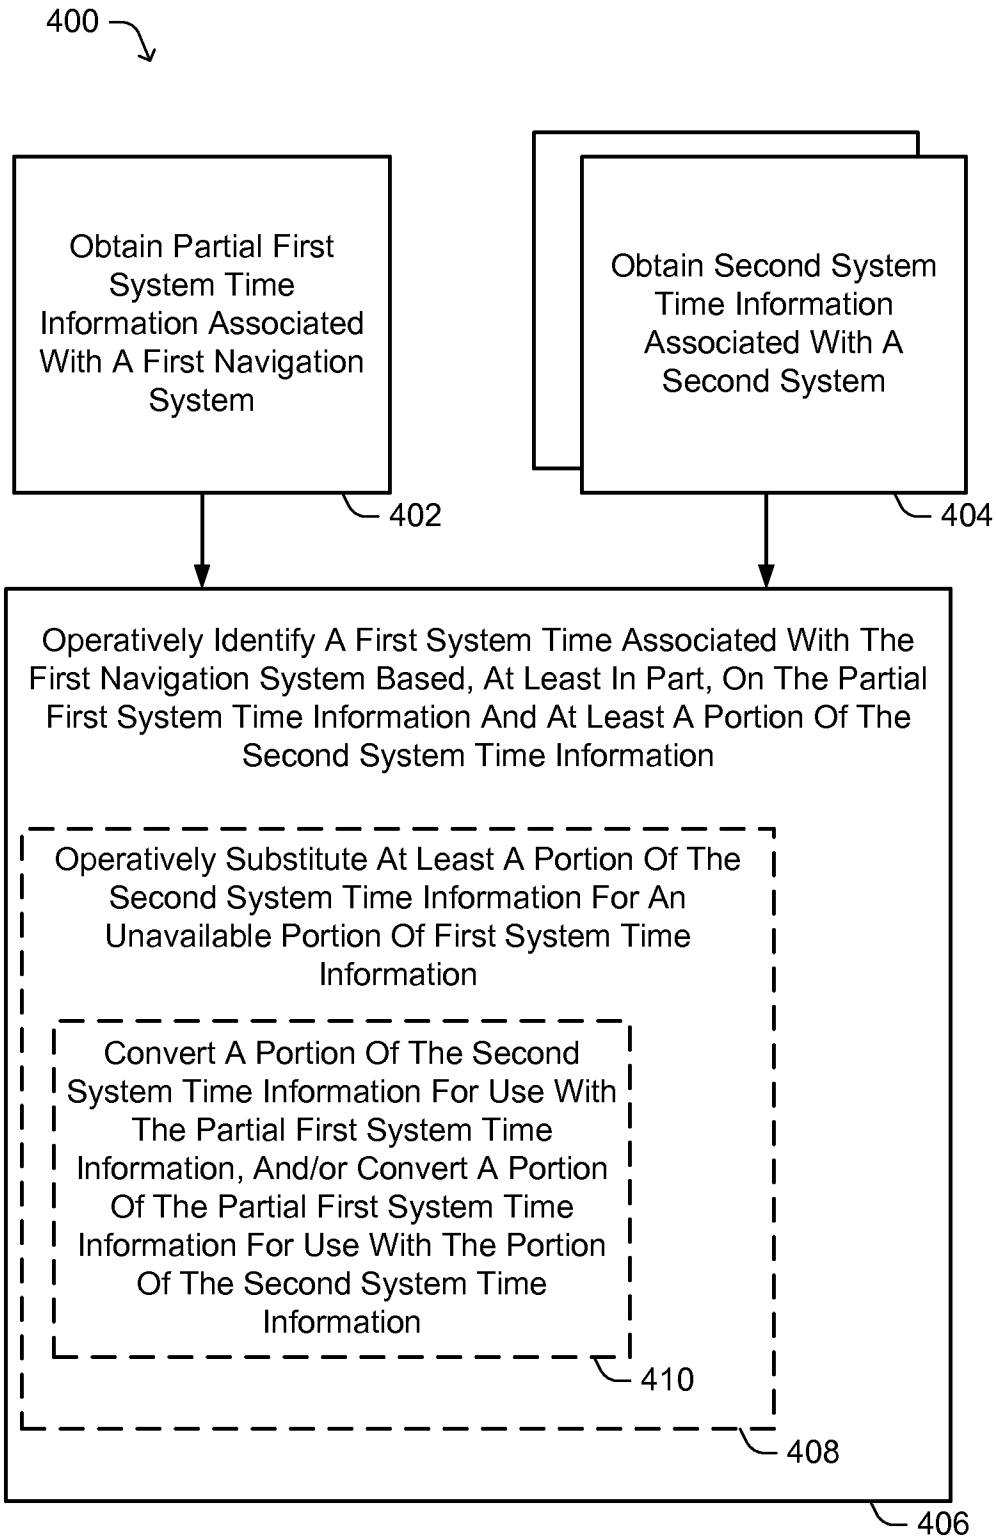 400
Obtain Partial First
System Time
Information Associated
With A First Navigation
System
402
Obtain Second System
Time Information
Associated With A
Second System
404
Operatively Identify A First System Time Associated With The
First Navigation System Based, At Least In Part, On The Partial
First System Time Information And At Least A Portion Of The
Second System Time Information
Operatively Substitute At Least A Portion Of The
Second System Time Information For An
Unavailable Portion Of First System Time
Information
Convert A Portion Of The Second
System Time Information For Use With
The Partial First System Time
Information, And/or Convert A Portion
Of The Partial First System Time
Information For Use With The Portion
Of The Second System Time
Information
410
408
406